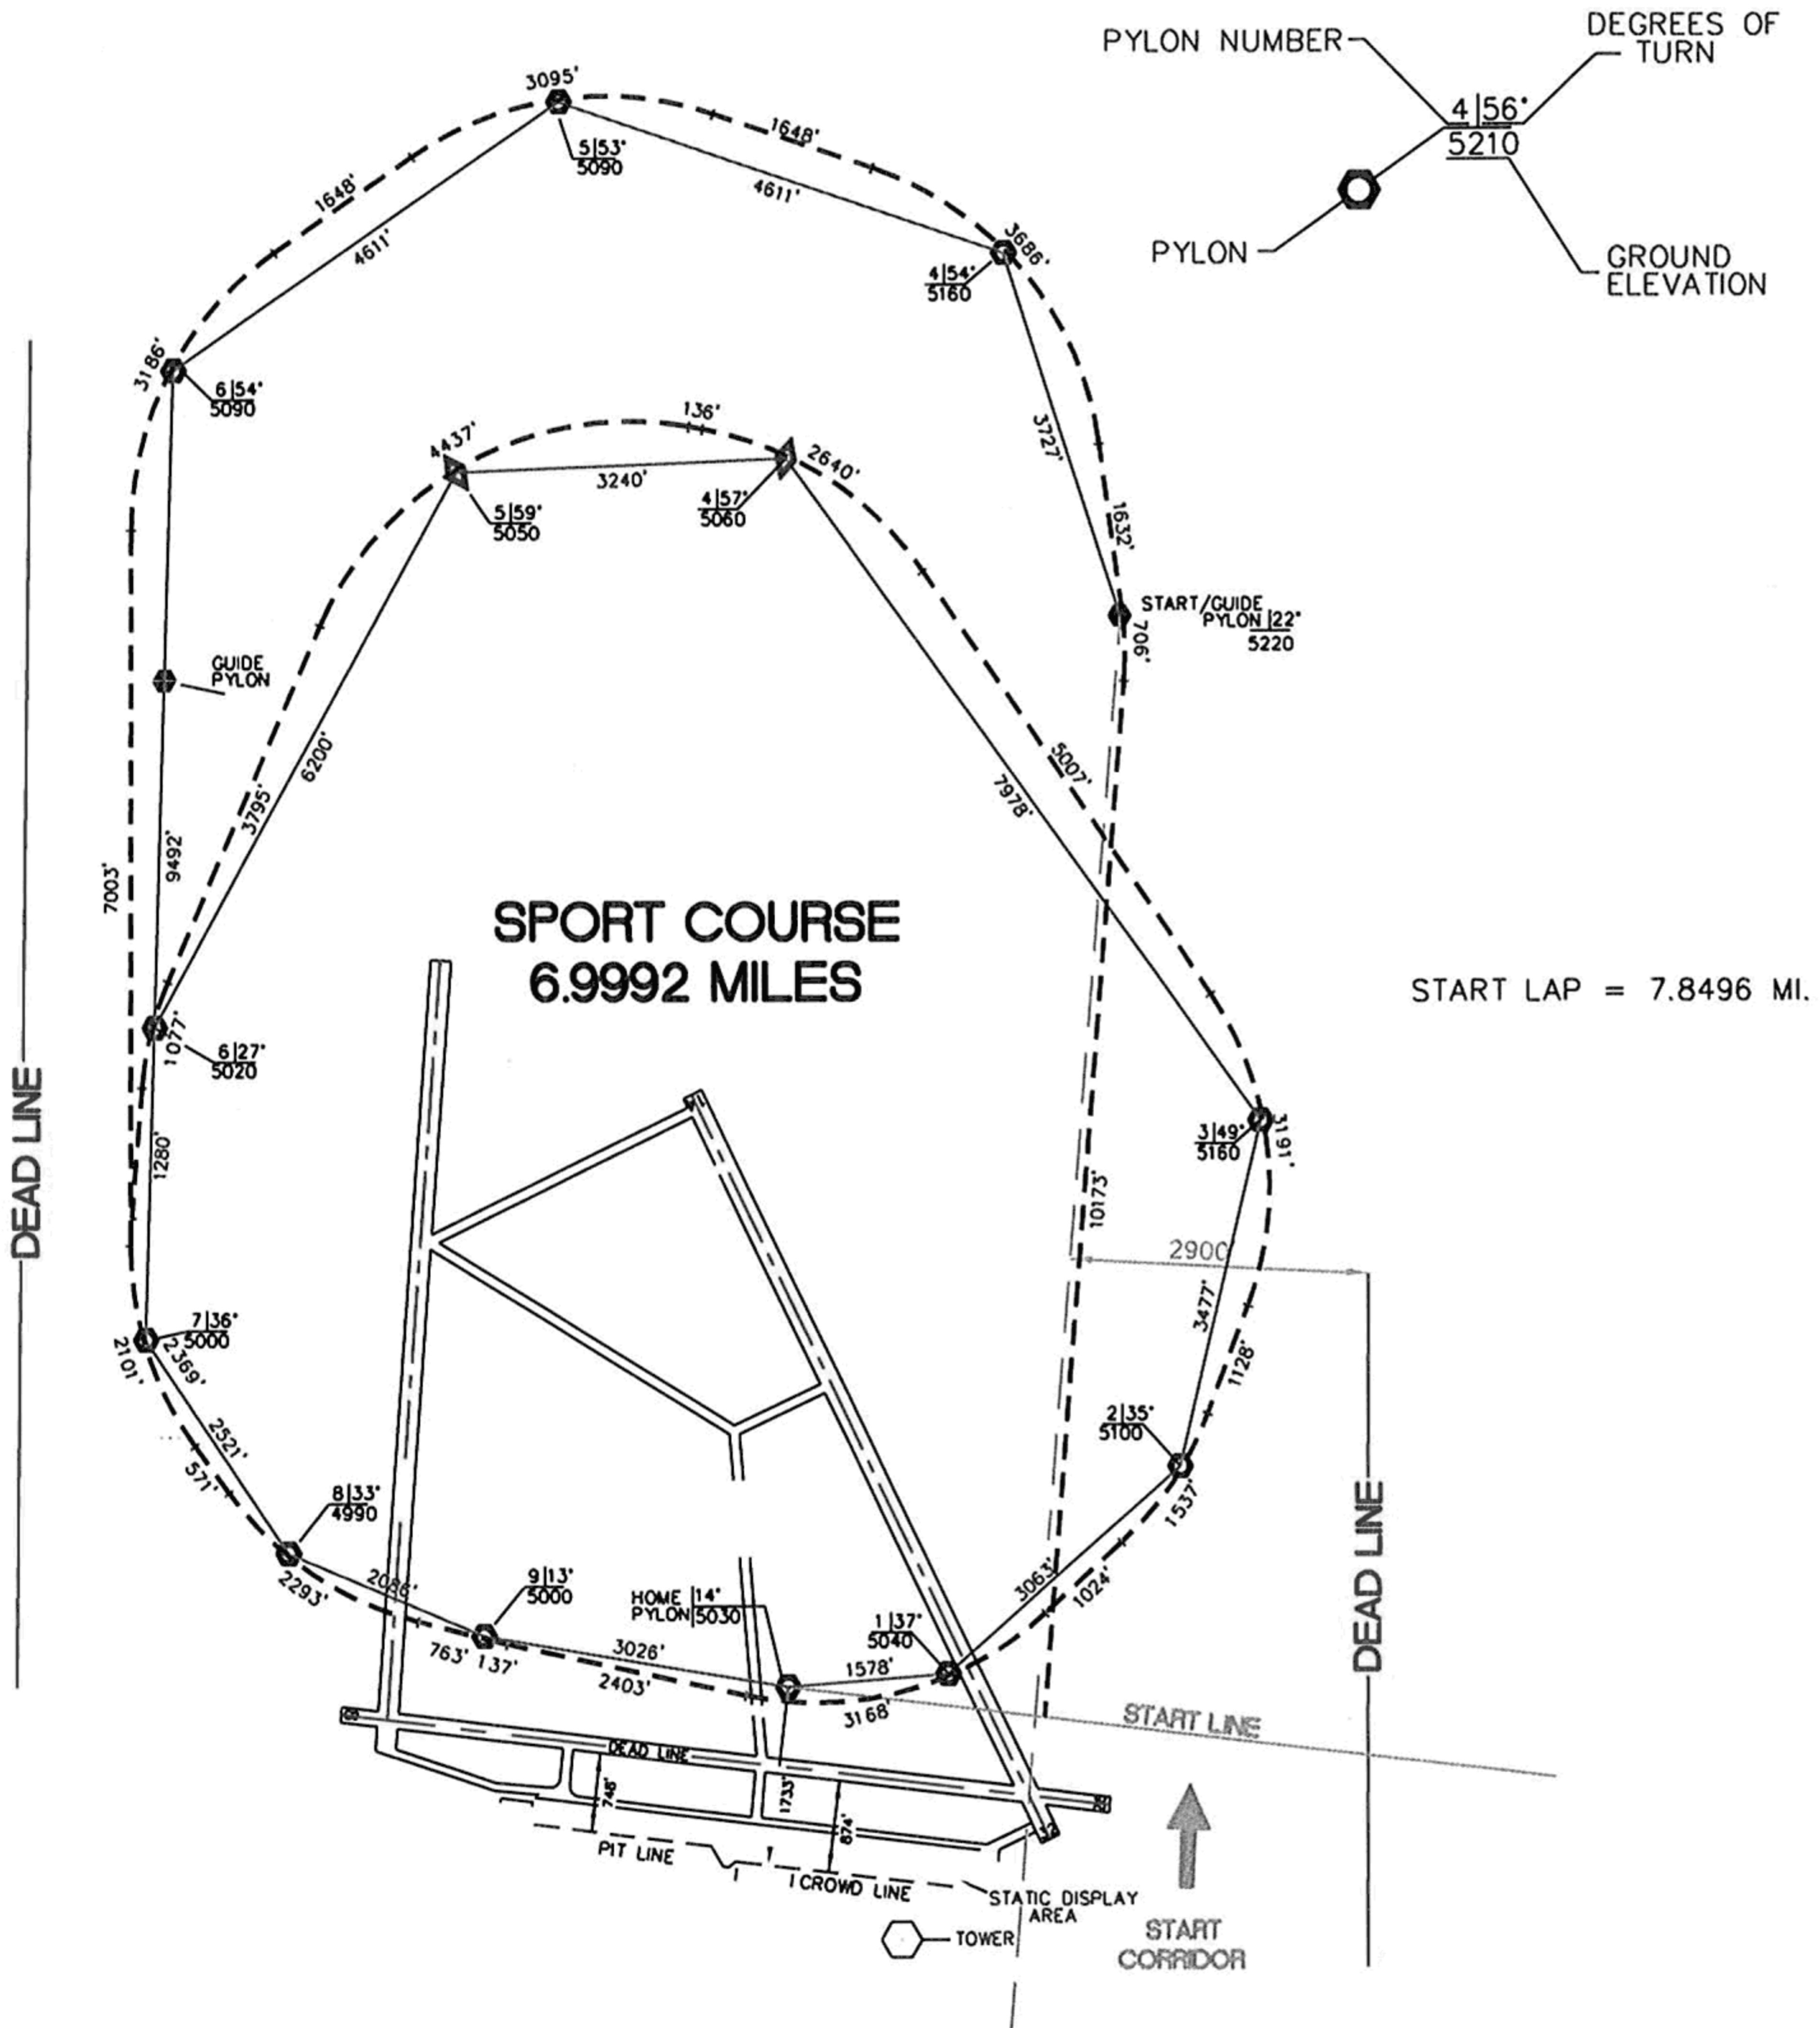 PYLON NUMBER
DEGREES OF
TURN
4|56°
5210
PYLON
GROUND
ELEVATION
3095'
5|53°
5090
1648'
4611'
1648'
4611'
3686'
4|54°
5160
3186'
6|54°
5090
3727'
4437'
136'
2640'
3240'
5|59°
5050
4|57°
5060
1632'
START/GUIDE
PYLON |22°
5220
706'
GUIDE
PYLON
6200'
3795'
9492'
7003'
5007'
7978'
SPORT COURSE
6.9992 MILES
START LAP = 7.8496 MI.
DEAD LINE
1077'
6|27°
5020
1280'
3|49°
5160
3191'
10173'
2900
3477'
1128'
7|36°
5000
2101'
2369'
2521'
571'
2|35°
5100
1537'
8|33°
4990
2293'
2086'
9|13°
5000
763'
137'
3026'
2403'
HOME |14°
PYLON|5030
1|37°
5040
1578'
3168'
3063'
1024'
DEAD LINE
START LINE
DEAD LINE
748'
1733'
874'
PIT LINE
CROWD LINE
STATIC DISPLAY
AREA
TOWER
START
CORRIDOR